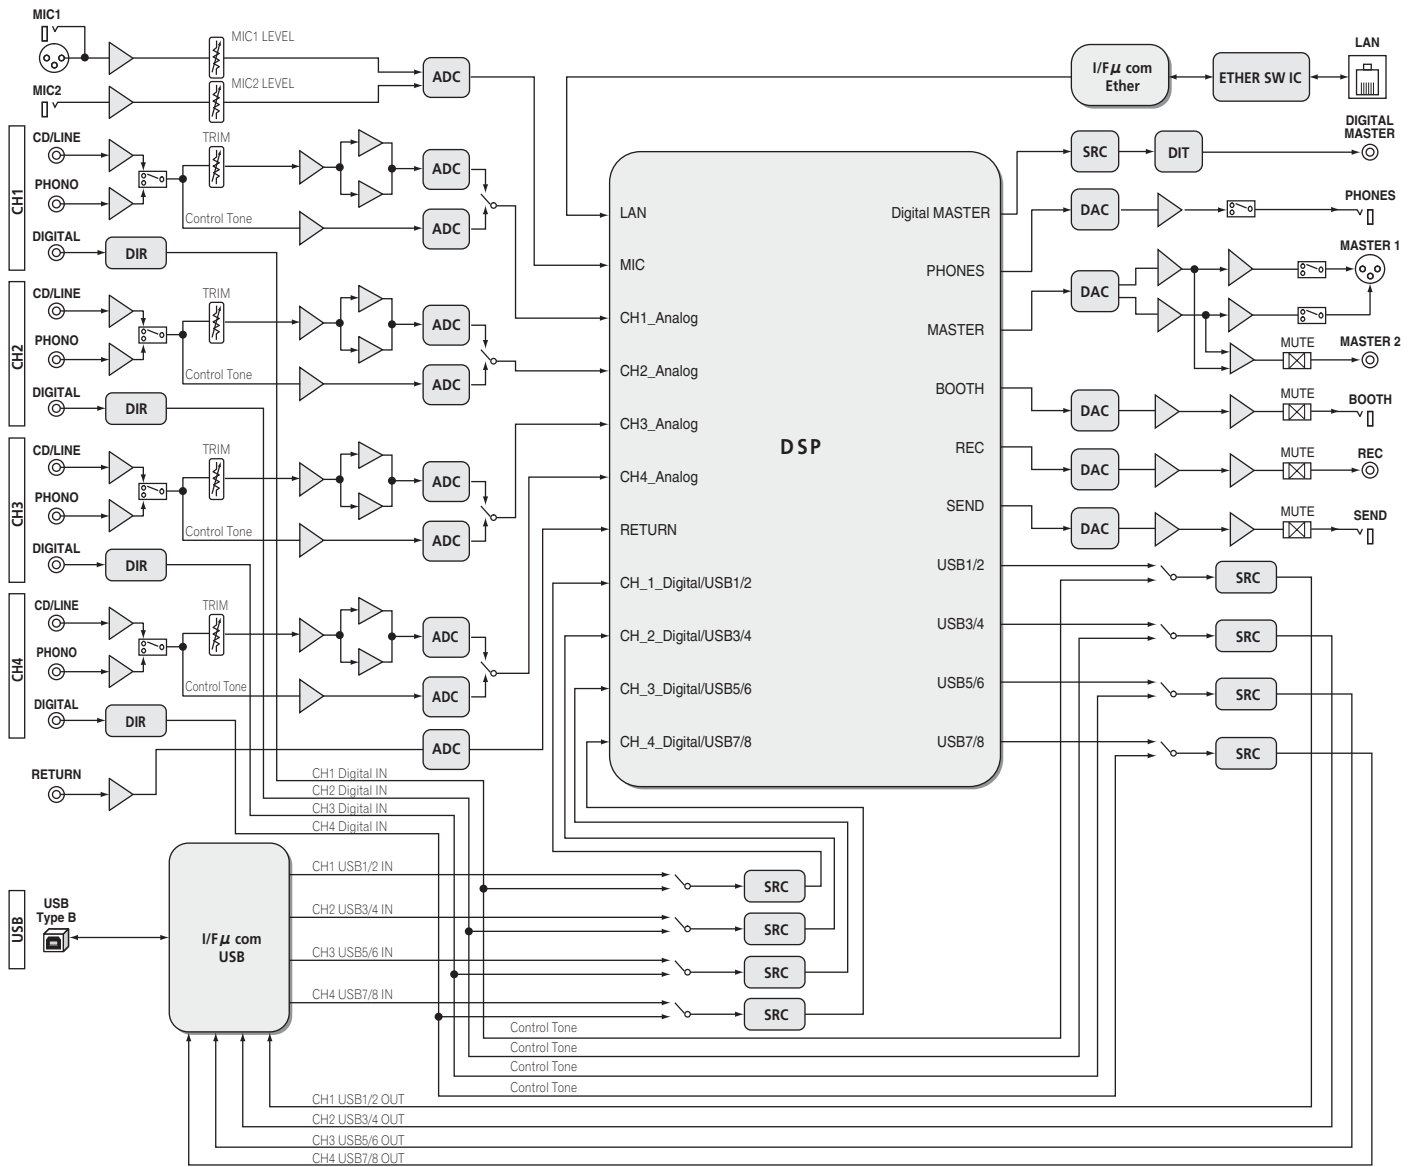 MIC1
MIC1 LEVEL
ADC
MIC2
MIC2 LEVEL
CH1
CD/LINE
TRIM
ADC
PHONO
Control Tone
ADC
DIGITAL
DIR
CH2
CD/LINE
TRIM
ADC
PHONO
Control Tone
ADC
DIGITAL
DIR
CH3
CD/LINE
TRIM
ADC
PHONO
Control Tone
ADC
DIGITAL
DIR
CH4
CD/LINE
TRIM
ADC
PHONO
Control Tone
ADC
DIGITAL
DIR
ADC
RETURN
CH1 Digital IN
CH2 Digital IN
CH3 Digital IN
CH4 Digital IN
DSP
LAN
MIC
CH1_Analog
CH2_Analog
CH3_Analog
CH4_Analog
RETURN
CH_1_Digital/USB1/2
CH_2_Digital/USB3/4
CH_3_Digital/USB5/6
CH_4_Digital/USB7/8
Digital MASTER
PHONES
MASTER
BOOTH
REC
SEND
USB1/2
USB3/4
USB5/6
USB7/8
I/Fμ com
Ether
ETHER SW IC
LAN
SRC
DIT
DIGITAL
MASTER
DAC
PHONES
DAC
MASTER 1
MUTE
MASTER 2
DAC
MUTE
BOOTH
DAC
MUTE
REC
DAC
MUTE
SEND
SRC
SRC
SRC
SRC
USB
USB
Type B
I/Fμ com
USB
CH1 USB1/2 IN
SRC
CH2 USB3/4 IN
SRC
CH3 USB5/6 IN
SRC
CH4 USB7/8 IN
SRC
Control Tone
Control Tone
Control Tone
Control Tone
CH1 USB1/2 OUT
CH2 USB3/4 OUT
CH3 USB5/6 OUT
CH4 USB7/8 OUT